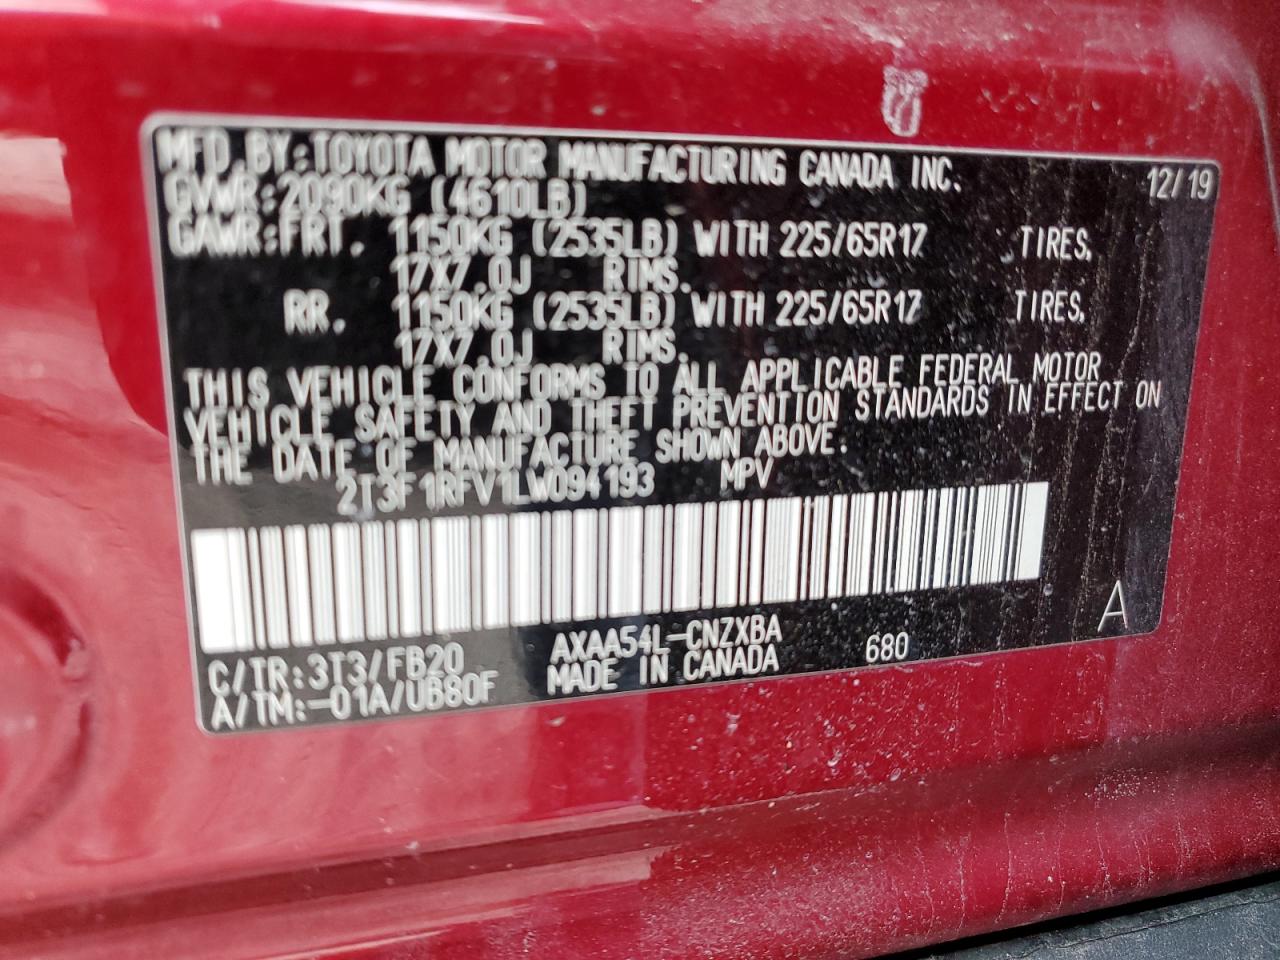 MFD.BY:TOYOTA MOTOR MANUFACTURING CANADA INC. 12/19
GVWR:2090KG (4610LB)
GAWR:FRT. 1150KG (2535LB) WITH 225/65R17 TIRES,
17X7.0J RIMS.
RR. 1150KG (2535LB) WITH 225/65R17 TIRES,
17X7.0J RIMS.
THIS VEHICLE CONFORMS TO ALL APPLICABLE FEDERAL MOTOR
VEHICLE SAFETY AND THEFT PREVENTION STANDARDS IN EFFECT ON
THE DATE OF MANUFACTURE SHOWN ABOVE.
2T3F1RFV1LW094193 MPV
C/TR:3T3/FB20 AXAA54L-CNZXBA 680 A
A/TM:-01A/UB80F MADE IN CANADA